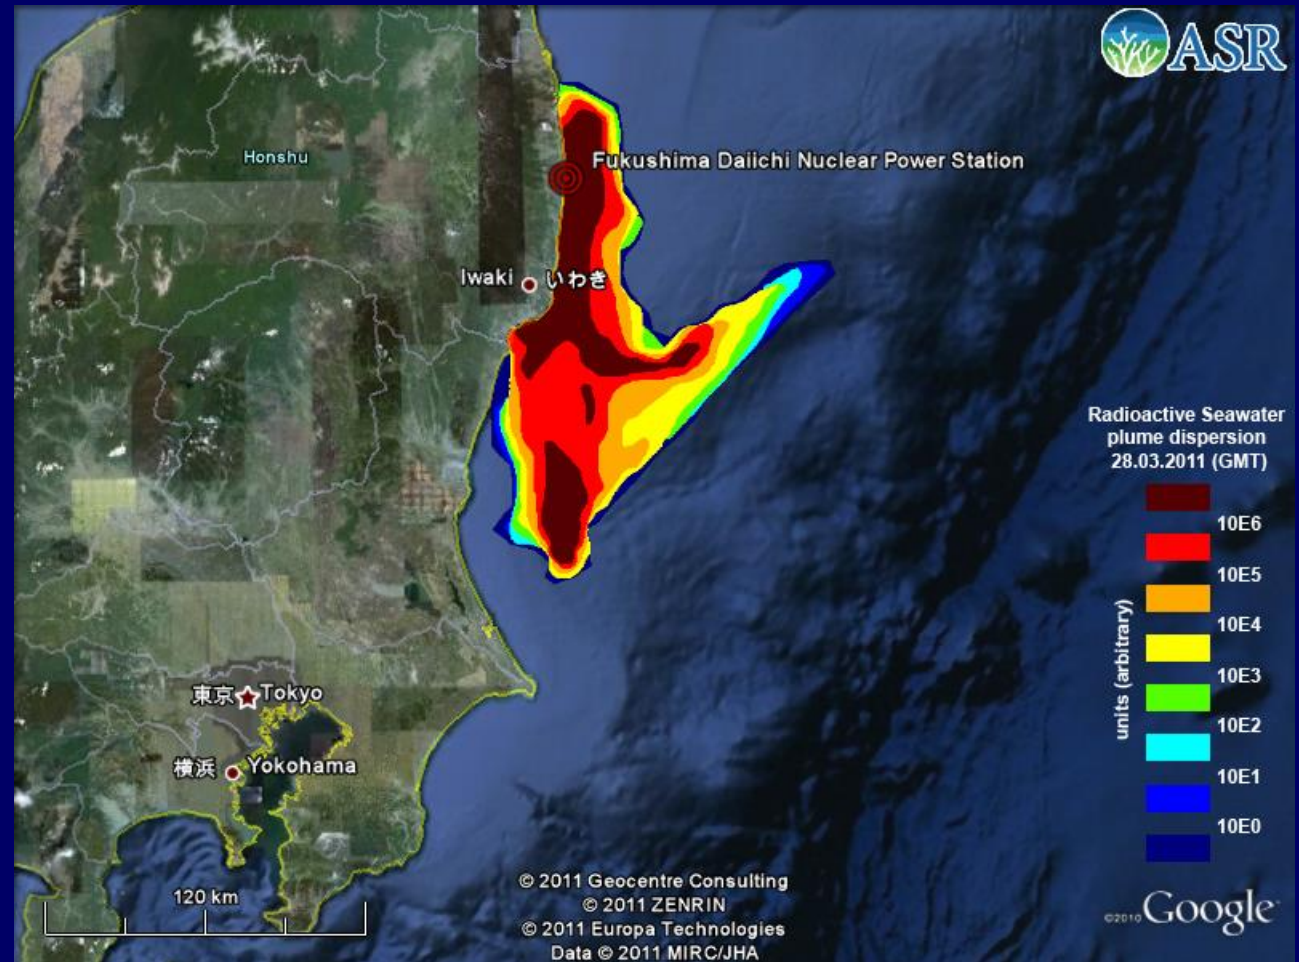 ASR
Honshu
Fukushima Daiichi Nuclear Power Station
Iwaki いわき
Radioactive Seawater
plume dispersion
28.03.2011 (GMT)
10E6
10E5
10E4
10E3
10E2
10E1
10E0
units (arbitrary)
東京 Tokyo
横浜 Yokohama
120 km
© 2011 Geocentre Consulting
© 2011 ZENRIN
© 2011 Europa Technologies
Data © 2011 MIRC/JHA
©2010 Google